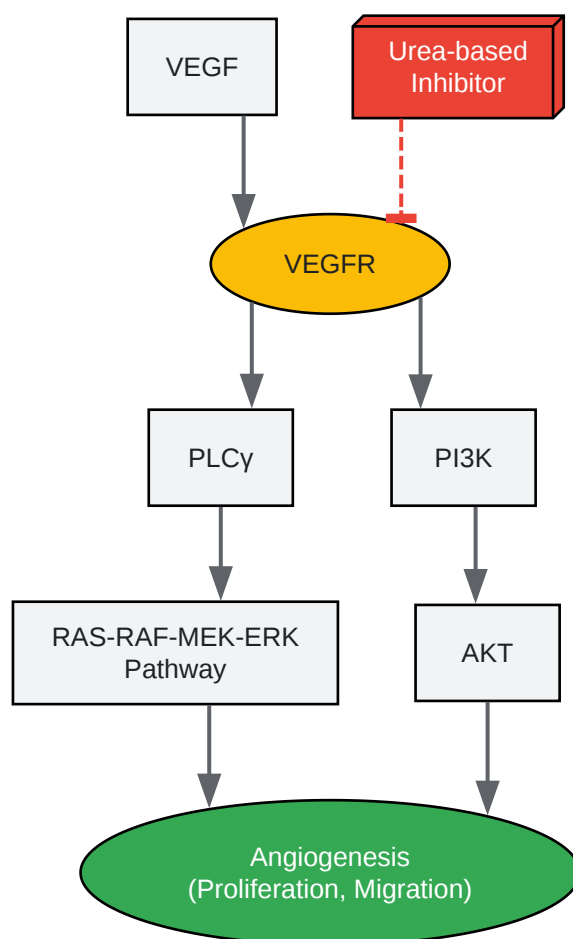 VEGF
Urea-based
Inhibitor
VEGFR
PLCγ
PI3K
RAS-RAF-MEK-ERK
Pathway
AKT
Angiogenesis
(Proliferation, Migration)